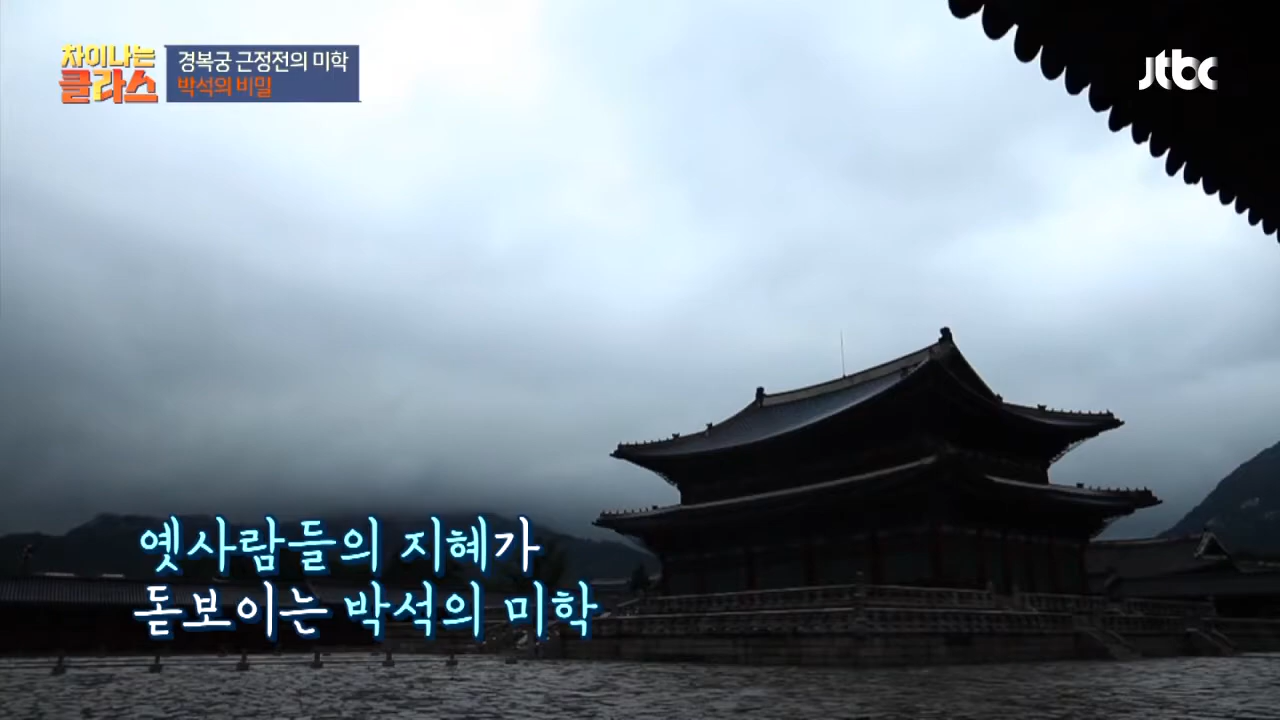 차이나는
클라스
경복궁 근정전의 미학
박석의 비밀
jtbc
옛사람들의 지혜가
돋보이는 박석의 미학